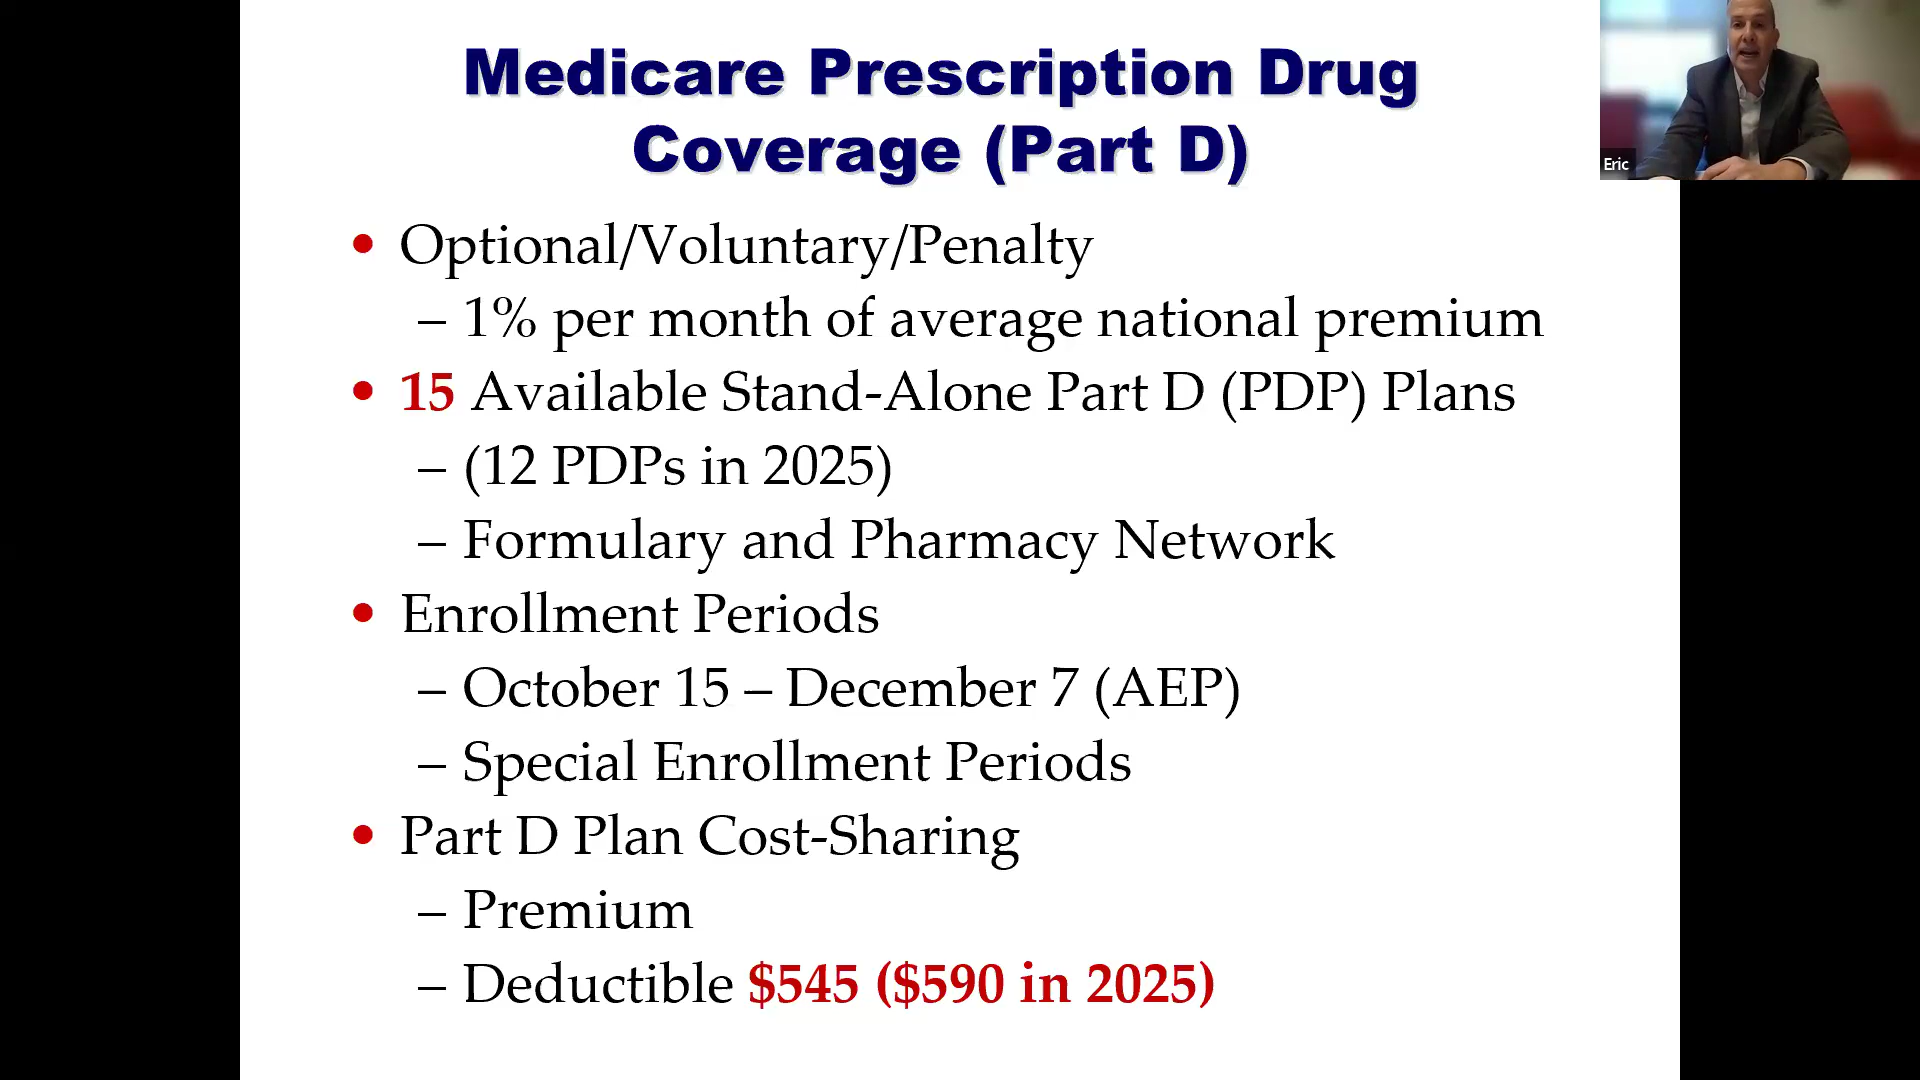 Medicare Prescription Drug
Coverage (Part D)
Eric
• Optional/Voluntary/Penalty
– 1% per month of average national premium
• 15 Available Stand-Alone Part D (PDP) Plans
– (12 PDPs in 2025)
– Formulary and Pharmacy Network
• Enrollment Periods
– October 15 – December 7 (AEP)
– Special Enrollment Periods
• Part D Plan Cost-Sharing
– Premium
– Deductible $545 ($590 in 2025)